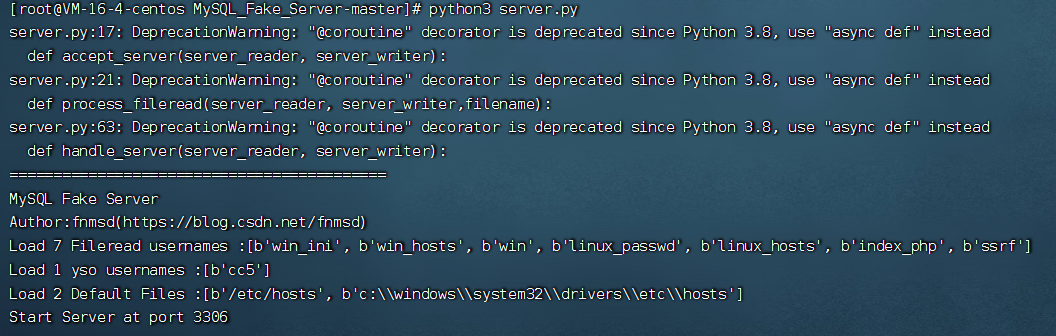 [root@VM-16-4-centos MySQL_Fake_Server-master]# python3 server.py
server.py:17: DeprecationWarning: "@coroutine" decorator is deprecated since Python 3.8, use "async def" instead
  def accept_server(server_reader, server_writer):
server.py:21: DeprecationWarning: "@coroutine" decorator is deprecated since Python 3.8, use "async def" instead
  def process_fileread(server_reader, server_writer,filename):
server.py:63: DeprecationWarning: "@coroutine" decorator is deprecated since Python 3.8, use "async def" instead
  def handle_server(server_reader, server_writer):
==========================================
MySQL Fake Server
Author:fnmsd(https://blog.csdn.net/fnmsd)
Load 7 Fileread usernames :[b'win_ini', b'win_hosts', b'win', b'linux_passwd', b'linux_hosts', b'index_php', b'ssrf']
Load 1 yso usernames :[b'cc5']
Load 2 Default Files :[b'/etc/hosts', b'c:\\windows\\system32\\drivers\\etc\\hosts']
Start Server at port 3306